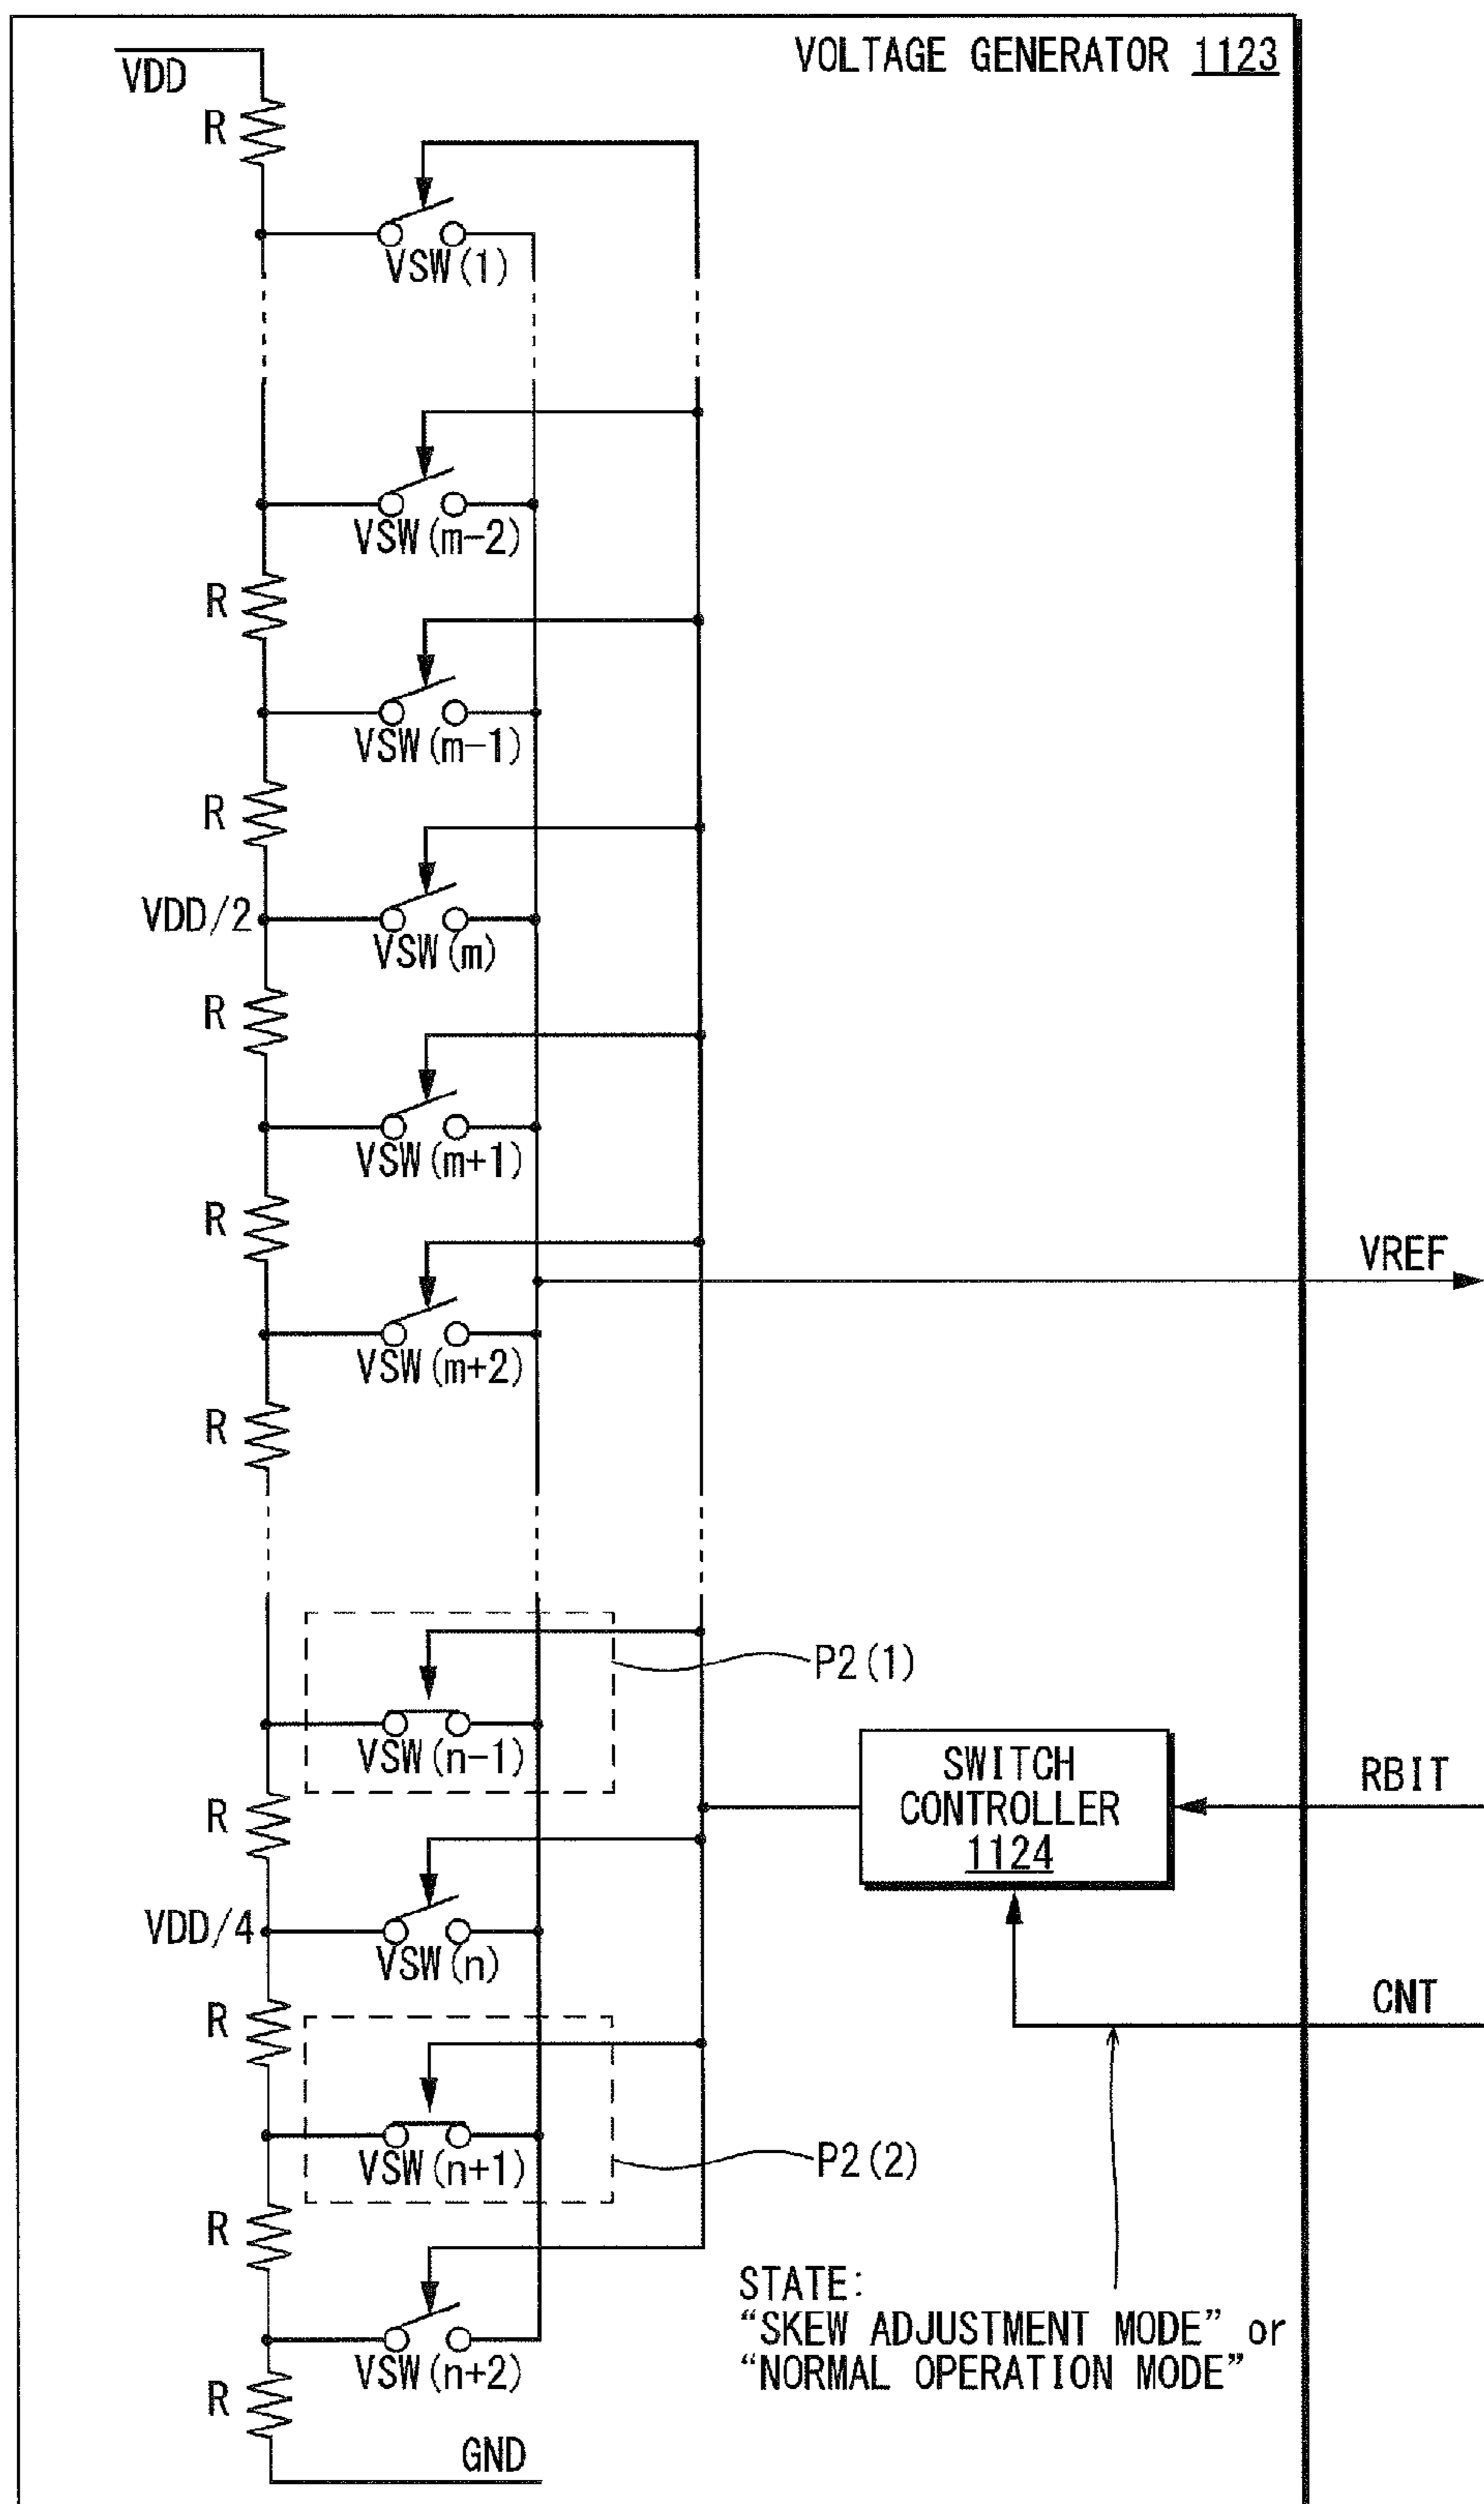 VOLTAGE GENERATOR 1123
VDD
R
VSW(1)
VSW(m-2)
R
VSW(m-1)
R
VDD/2
VSW(m)
R
VSW(m+1)
R
VREF
VSW(m+2)
R
P2(1)
VSW(n-1)
R
SWITCH
CONTROLLER
1124
RBIT
VDD/4
VSW(n)
R
CNT
VSW(n+1)
P2(2)
R
STATE:
“SKEW ADJUSTMENT MODE” or
“NORMAL OPERATION MODE”
VSW(n+2)
R
GND